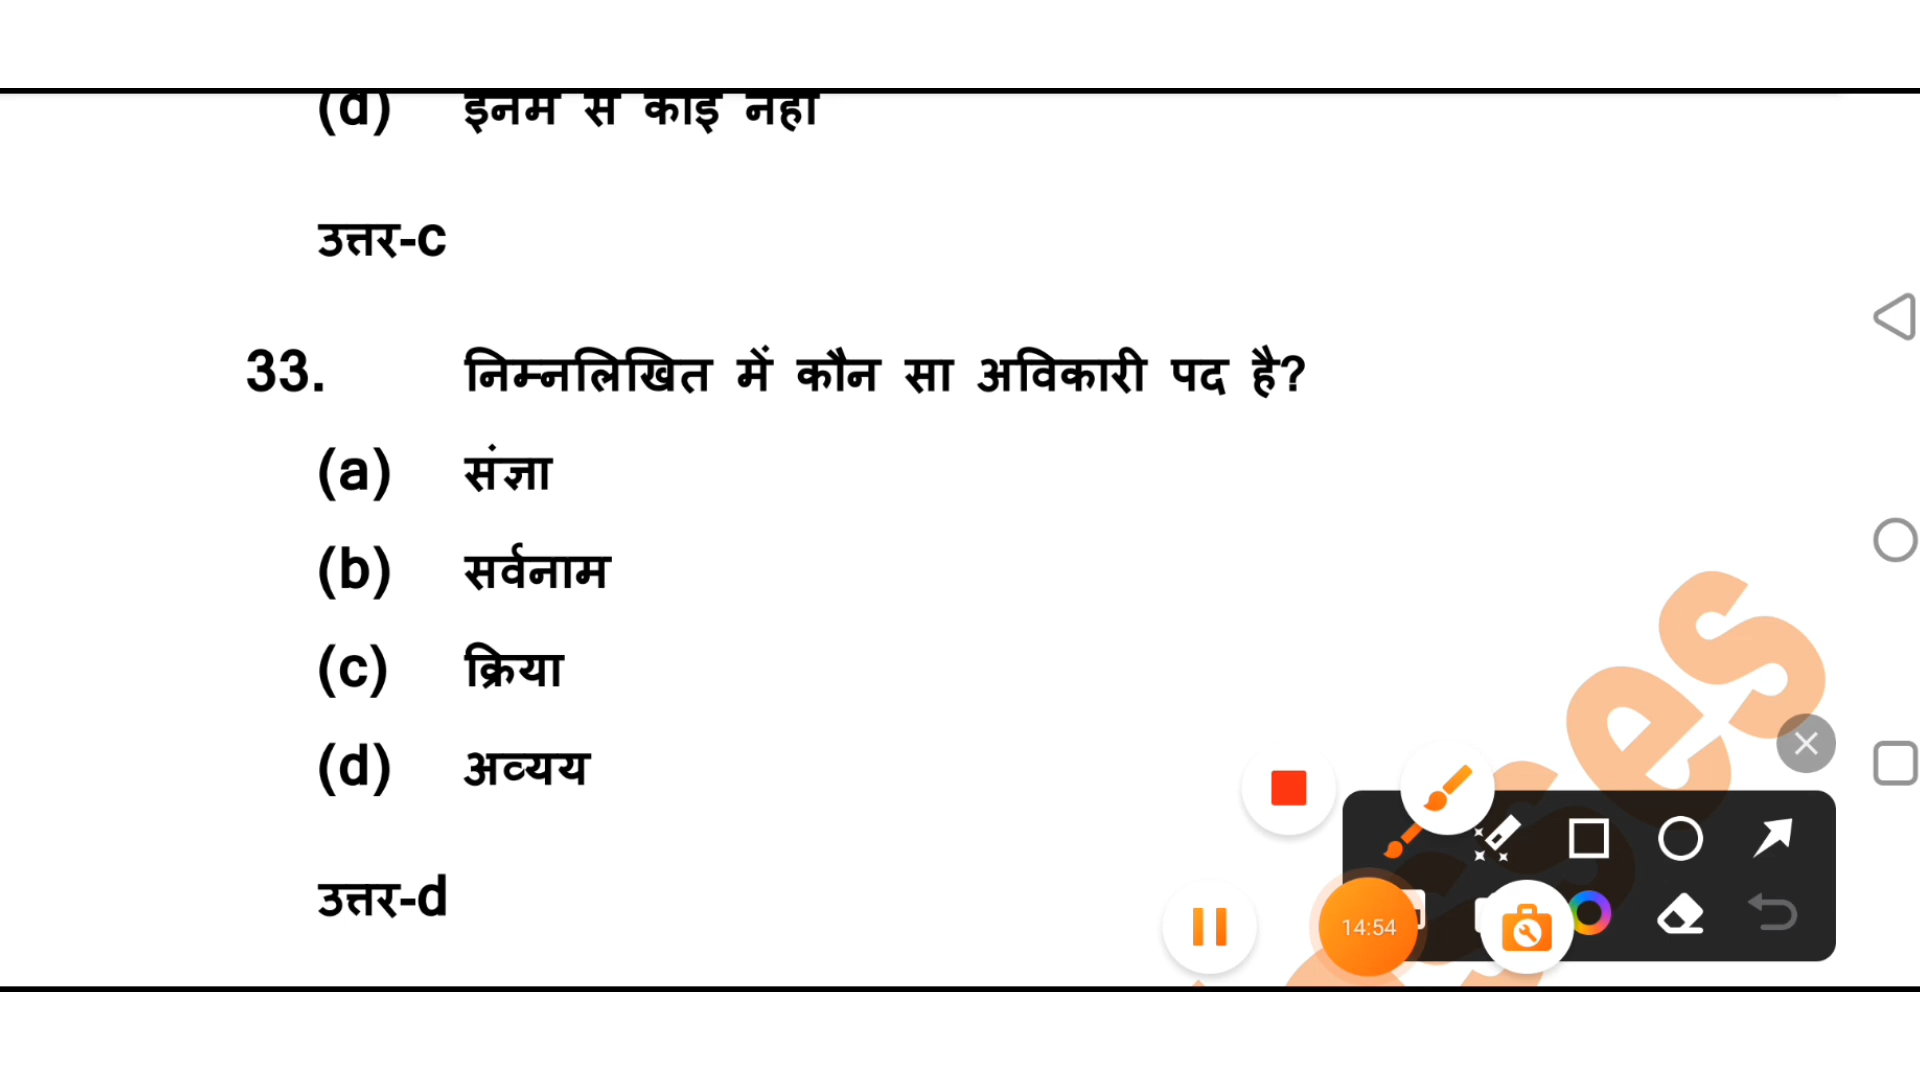 (d) इनमें से कोई नहीं
उत्तर-c
33. निम्नलिखित में कौन सा अविकारी पद है?
(a) संज्ञा
(b) सर्वनाम
(c) क्रिया
(d) अव्यय
उत्तर-d
14:54